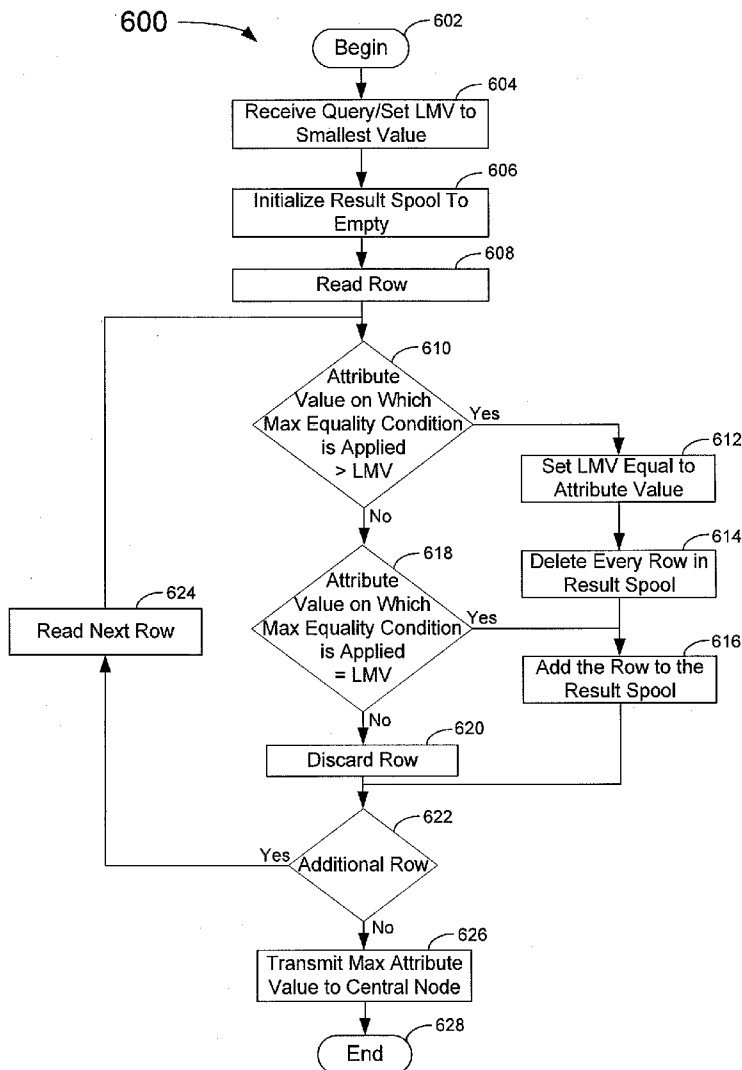 600
602
Begin
604
Receive Query/Set LMV to
Smallest Value
606
Initialize Result Spool To
Empty
608
Read Row
610
Attribute
Value on Which
Max Equality Condition
is Applied
> LMV
Yes
612
Set LMV Equal to
Attribute Value
No
614
Delete Every Row in
Result Spool
618
Attribute
Value on Which
Max Equality Condition
is Applied
= LMV
Yes
624
Read Next Row
616
Add the Row to the
Result Spool
No
620
Discard Row
622
Additional Row
Yes
No
626
Transmit Max Attribute
Value to Central Node
628
End